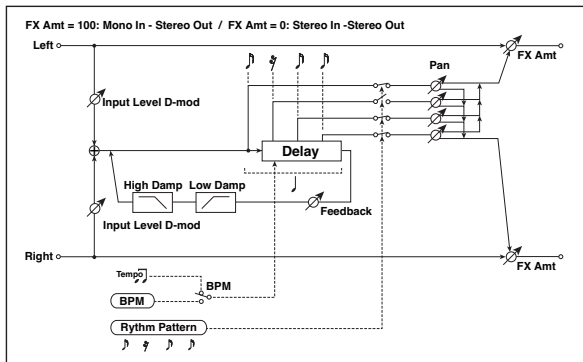 FX Amt = 100: Mono In - Stereo Out / FX Amt = 0: Stereo In -Stereo Out
Left
FX Amt
Pan
Input Level D-mod
Delay
High Damp Low Damp
Feedback
Input Level D-mod
Right
FX Amt
Tempo
BPM
BPM
Rythm Pattern